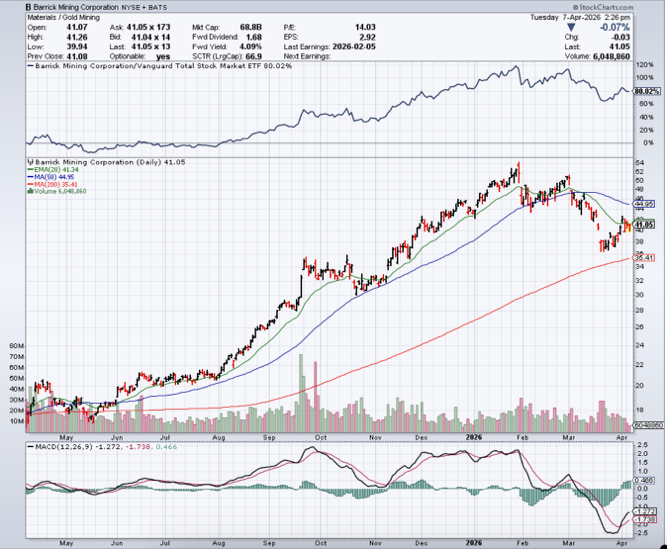 B Barrick Mining Corporation NYSE + BATS © StockCharts.com
Materials / Gold Mining Tuesday 7-Apr-2026 2:26 pm
Open: 41.07 Ask: 41.05 x 173 Mkt Cap: 68.8B P/E: 14.03 -0.07%
High: 41.26 Bid: 41.04 x 14 Fwd Dividend: 1.68 EPS: 2.92 Chg: -0.03
Low: 39.94 Last: 41.05 x 13 Fwd Yield: 4.09% Last Earnings: 2026-02-05 Last: 41.05
Prev Close: 41.08 Optionable: yes SCTR (LrgCap): 66.9 Next Earnings: Volume: 6,048,860
Barrick Mining Corporation/Vanguard Total Stock Market ETF 80.02%
120%
100%
80.02%
60%
40%
20%
0%
-20%
Barrick Mining Corporation (Daily) 41.05
EMA(20) 41.34
MA(50) 44.95
MA(200) 35.41
Volume 6,048,860
54
52
50
48
46
44.95
41.05
38
35.41
34
32
30
28
26
24
22
20
19
80M
70M
60M
50M
40M
30M
20M
10M
6048860
May Jun Jul Aug Sep Oct Nov Dec 2026 Feb Mar Apr
MACD(12,26,9) -1.272, -1.738, 0.466
2.5
2.0
1.5
1.0
0.466
0.0
-0.5
-1.272
-1.738
-2.5
May Jun Jul Aug Sep Oct Nov Dec 2026 Feb Mar Apr